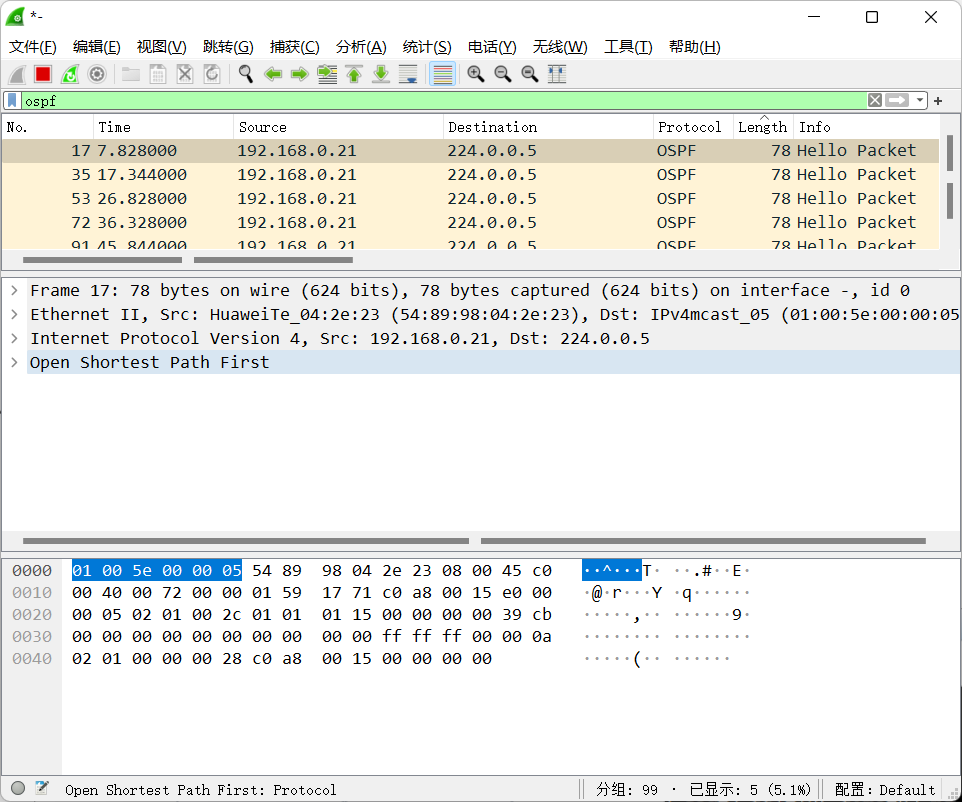 *-
文件(F) 编辑(E) 视图(V) 跳转(G) 捕获(C) 分析(A) 统计(S) 电话(Y) 无线(W) 工具(T) 帮助(H)
ospf
No. Time Source Destination Protocol Length Info
17 7.828000 192.168.0.21 224.0.0.5 OSPF 78 Hello Packet
35 17.344000 192.168.0.21 224.0.0.5 OSPF 78 Hello Packet
53 26.828000 192.168.0.21 224.0.0.5 OSPF 78 Hello Packet
72 36.328000 192.168.0.21 224.0.0.5 OSPF 78 Hello Packet
91 45.844000 192.168.0.21 224.0.0.5 OSPF 78 Hello Packet
Frame 17: 78 bytes on wire (624 bits), 78 bytes captured (624 bits) on interface -, id 0
Ethernet II, Src: HuaweiTe_04:2e:23 (54:89:98:04:2e:23), Dst: IPv4mcast_05 (01:00:5e:00:00:05
Internet Protocol Version 4, Src: 192.168.0.21, Dst: 224.0.0.5
Open Shortest Path First
0000 01 00 5e 00 00 05 54 89 98 04 2e 23 08 00 45 c0 ··^···T· ··.#··E·
0010 00 40 00 72 00 00 01 59 17 71 c0 a8 00 15 e0 00 ·@·r···Y ·q······
0020 00 05 02 01 00 2c 01 01 01 15 00 00 00 00 39 cb ·····,·· ······9·
0030 00 00 00 00 00 00 00 00 00 00 ff ff ff 00 00 0a ········ ········
0040 02 01 00 00 00 28 c0 a8 00 15 00 00 00 00 ·····(·· ······
Open Shortest Path First: Protocol 分组: 99 · 已显示: 5 (5.1%) 配置: Default